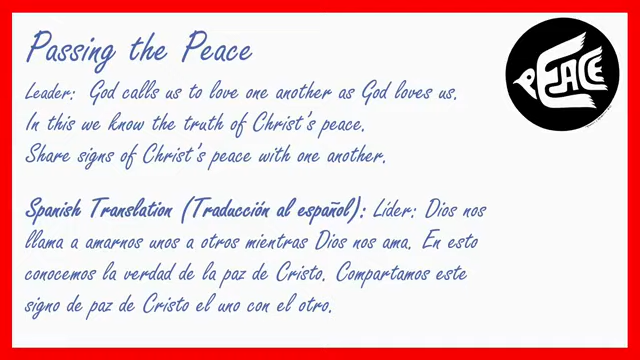 Passing the Peace
PEACE
Leader: God calls us to love one another as God loves us.
In this we know the truth of Christ's peace.
Share signs of Christ's peace with one another.
Spanish Translation (Traducción al español): Líder: Dios nos
llama a amarnos unos a otros mientras Dios nos ama. En esto
conocemos la verdad de la paz de Cristo. Compartamos este
signo de paz de Cristo el uno con el otro.